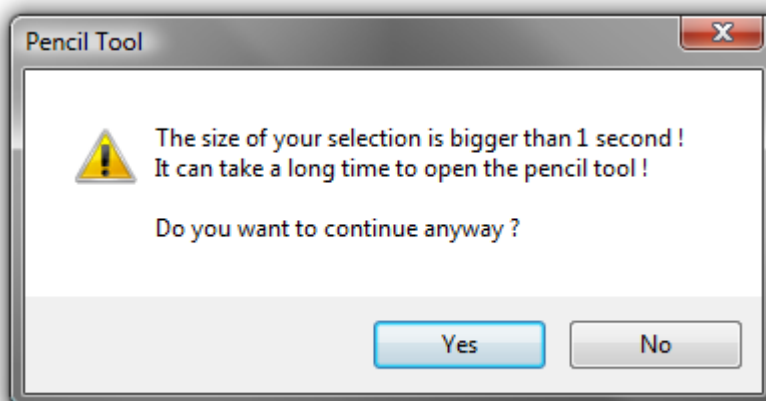 Pencil Tool
The size of your selection is bigger than 1 second !
It can take a long time to open the pencil tool !
Do you want to continue anyway ?
Yes
No